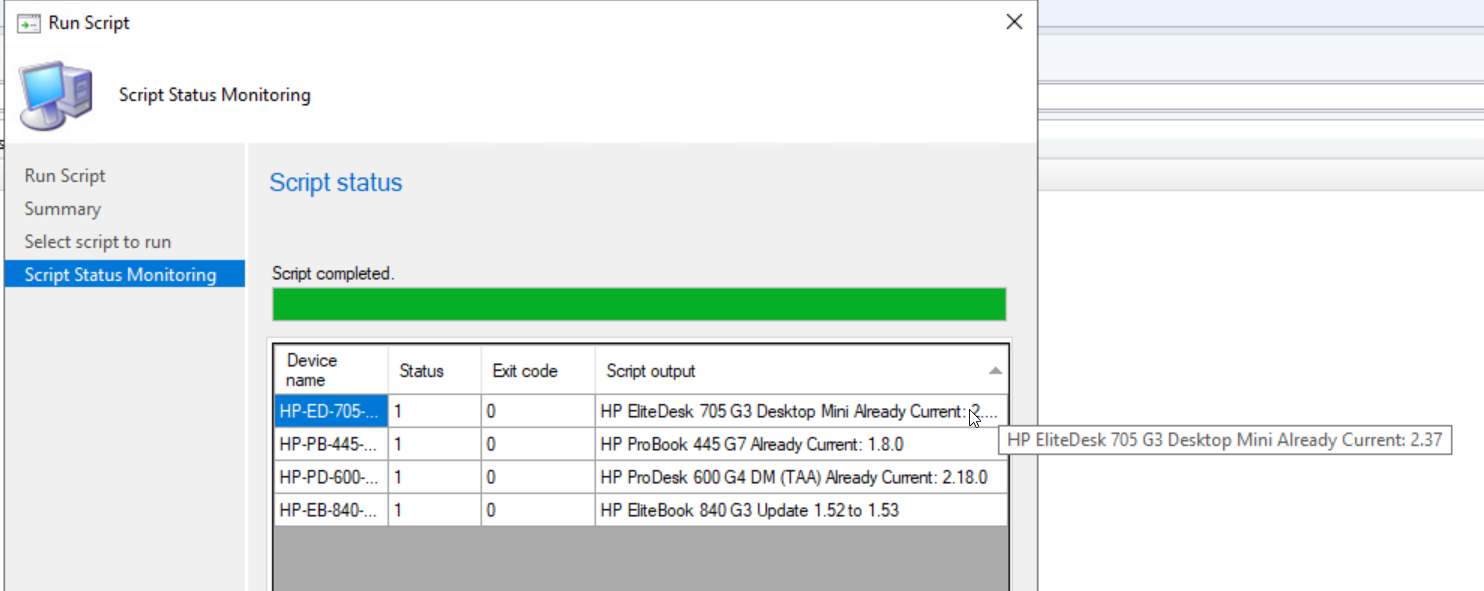 Run Script
Script Status Monitoring
Run Script
Summary
Select script to run
Script Status Monitoring
Script status
Script completed.
Device name Status Exit code Script output
HP-ED-705-... 1 0 HP EliteDesk 705 G3 Desktop Mini Already Current: 2....
HP EliteDesk 705 G3 Desktop Mini Already Current: 2.37
HP-PB-445-... 1 0 HP ProBook 445 G7 Already Current: 1.8.0
HP-PD-600-... 1 0 HP ProDesk 600 G4 DM (TAA) Already Current: 2.18.0
HP-EB-840-... 1 0 HP EliteBook 840 G3 Update 1.52 to 1.53